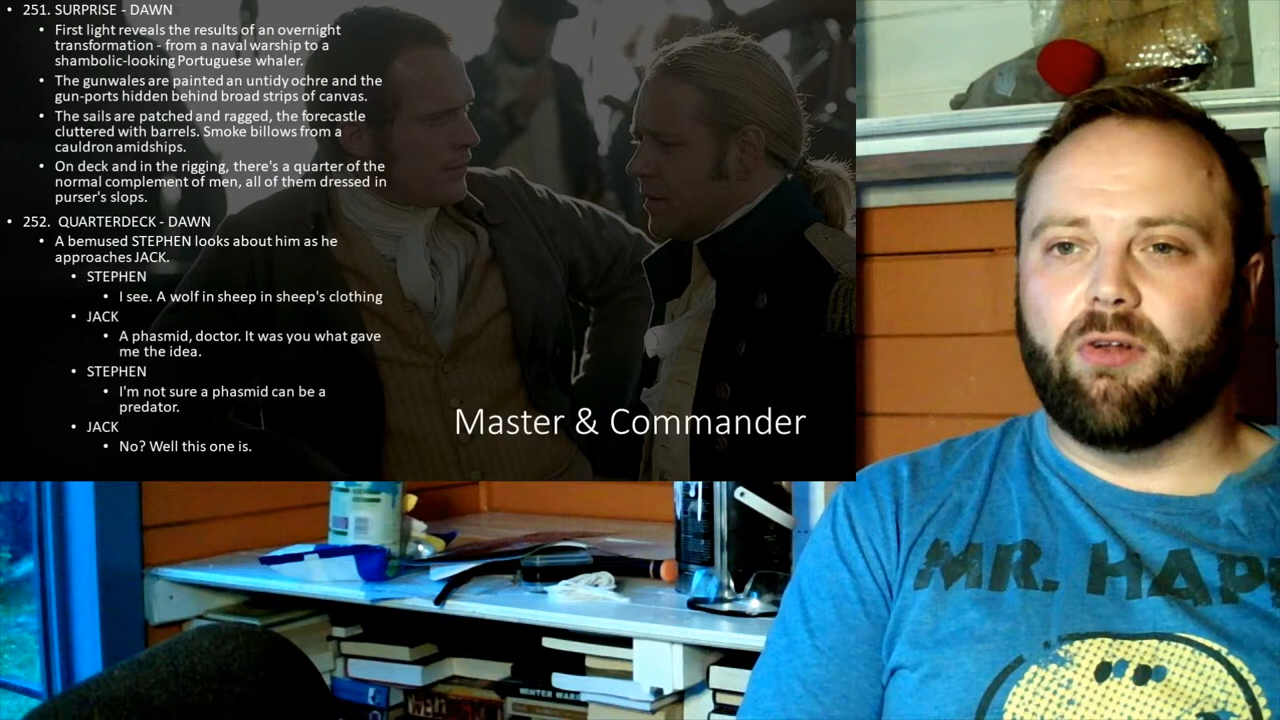 251. SURPRISE - DAWN
First light reveals the results of an overnight
transformation - from a naval warship to a
shambolic-looking Portuguese whaler.
The gunwales are painted an untidy ochre and the
gun-ports hidden behind broad strips of canvas.
The sails are patched and ragged, the forecastle
cluttered with barrels. Smoke billows from a
cauldron amidships.
On deck and in the rigging, there's a quarter of the
normal complement of men, all of them dressed in
purser's slops.
252. QUARTERDECK - DAWN
A bemused STEPHEN looks about him as he
approaches JACK.
STEPHEN
I see. A wolf in sheep in sheep's clothing
JACK
A phasmid, doctor. It was you what gave
me the idea.
STEPHEN
I'm not sure a phasmid can be a
predator.
JACK
No? Well this one is.
Master & Commander
MR. HAP
WINTER WAR